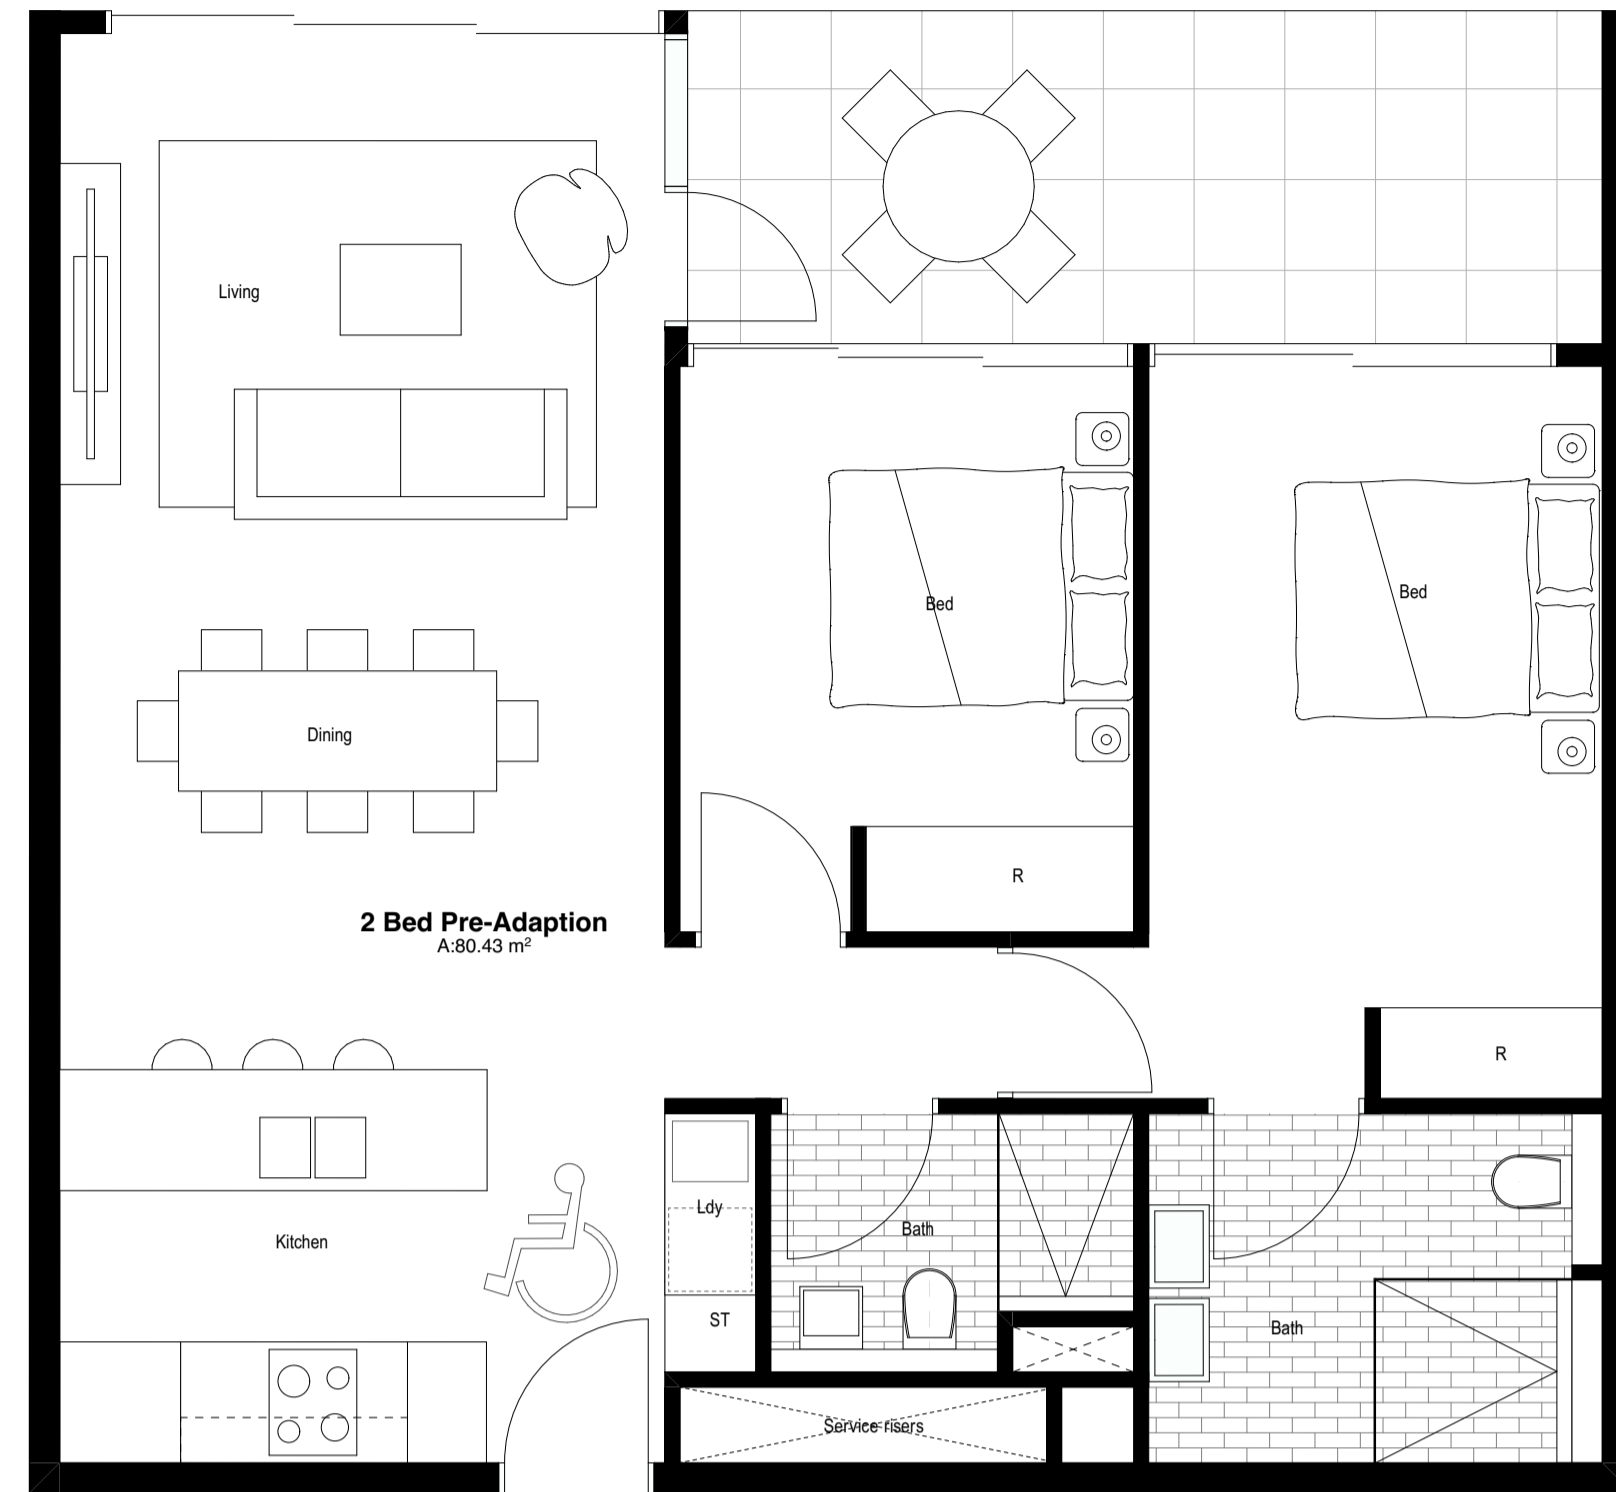 Living
Bed
Bed
Dining
R
2 Bed Pre-Adaption
A:80.43 m²
R
Ldy
Bath
Kitchen
ST
Bath
Service risers